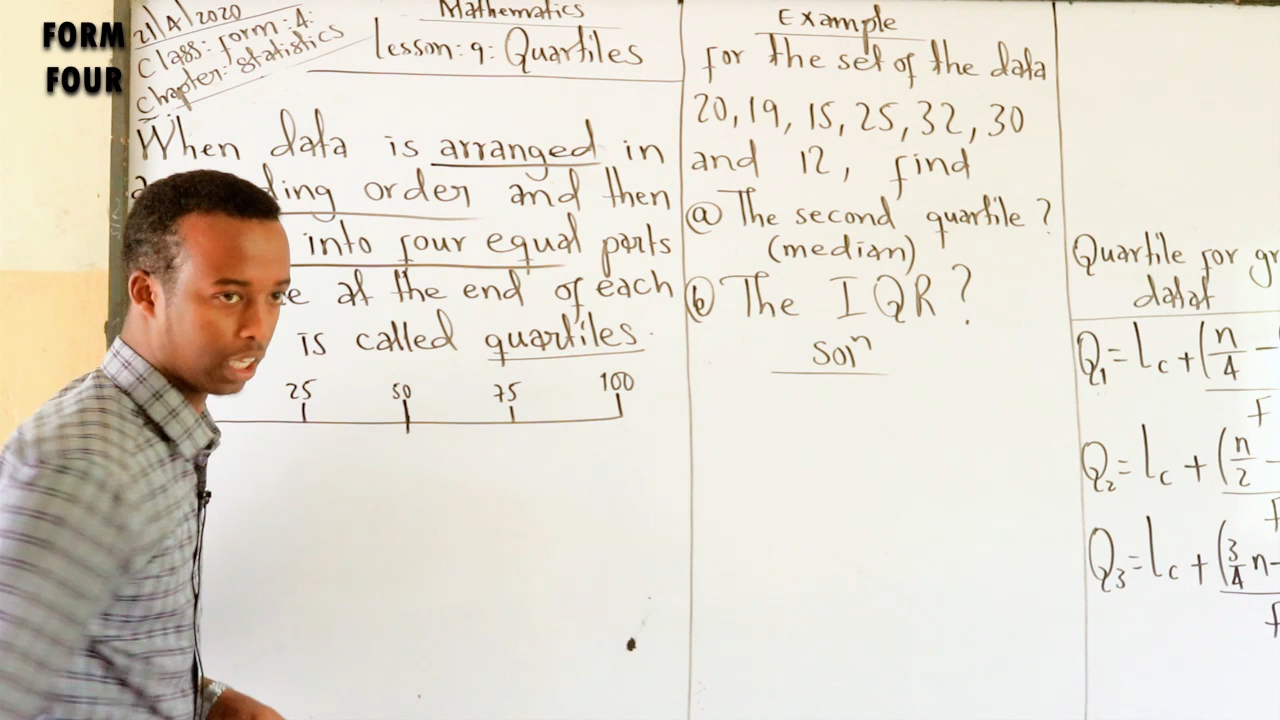 FORM
FOUR
21/4/2020
Class: form: 4:
Chapter: Statistics
Mathematics
Lesson: 9: Quartiles
When data is arranged in
ding order and then
into four equal parts
at the end of each
is called quartiles.
25 50 75 100
Example
for the set of the data
20, 19, 15, 25, 32, 30
and 12, find
(a) The second quartile?
(median)
(b) The IQR?
Solⁿ
Quartile for gr
datat
Q₁ = Lc + (n/4 -
f
Q₂ = Lc + (n/2 -
f
Q₃ = Lc + (3/4 n -
f